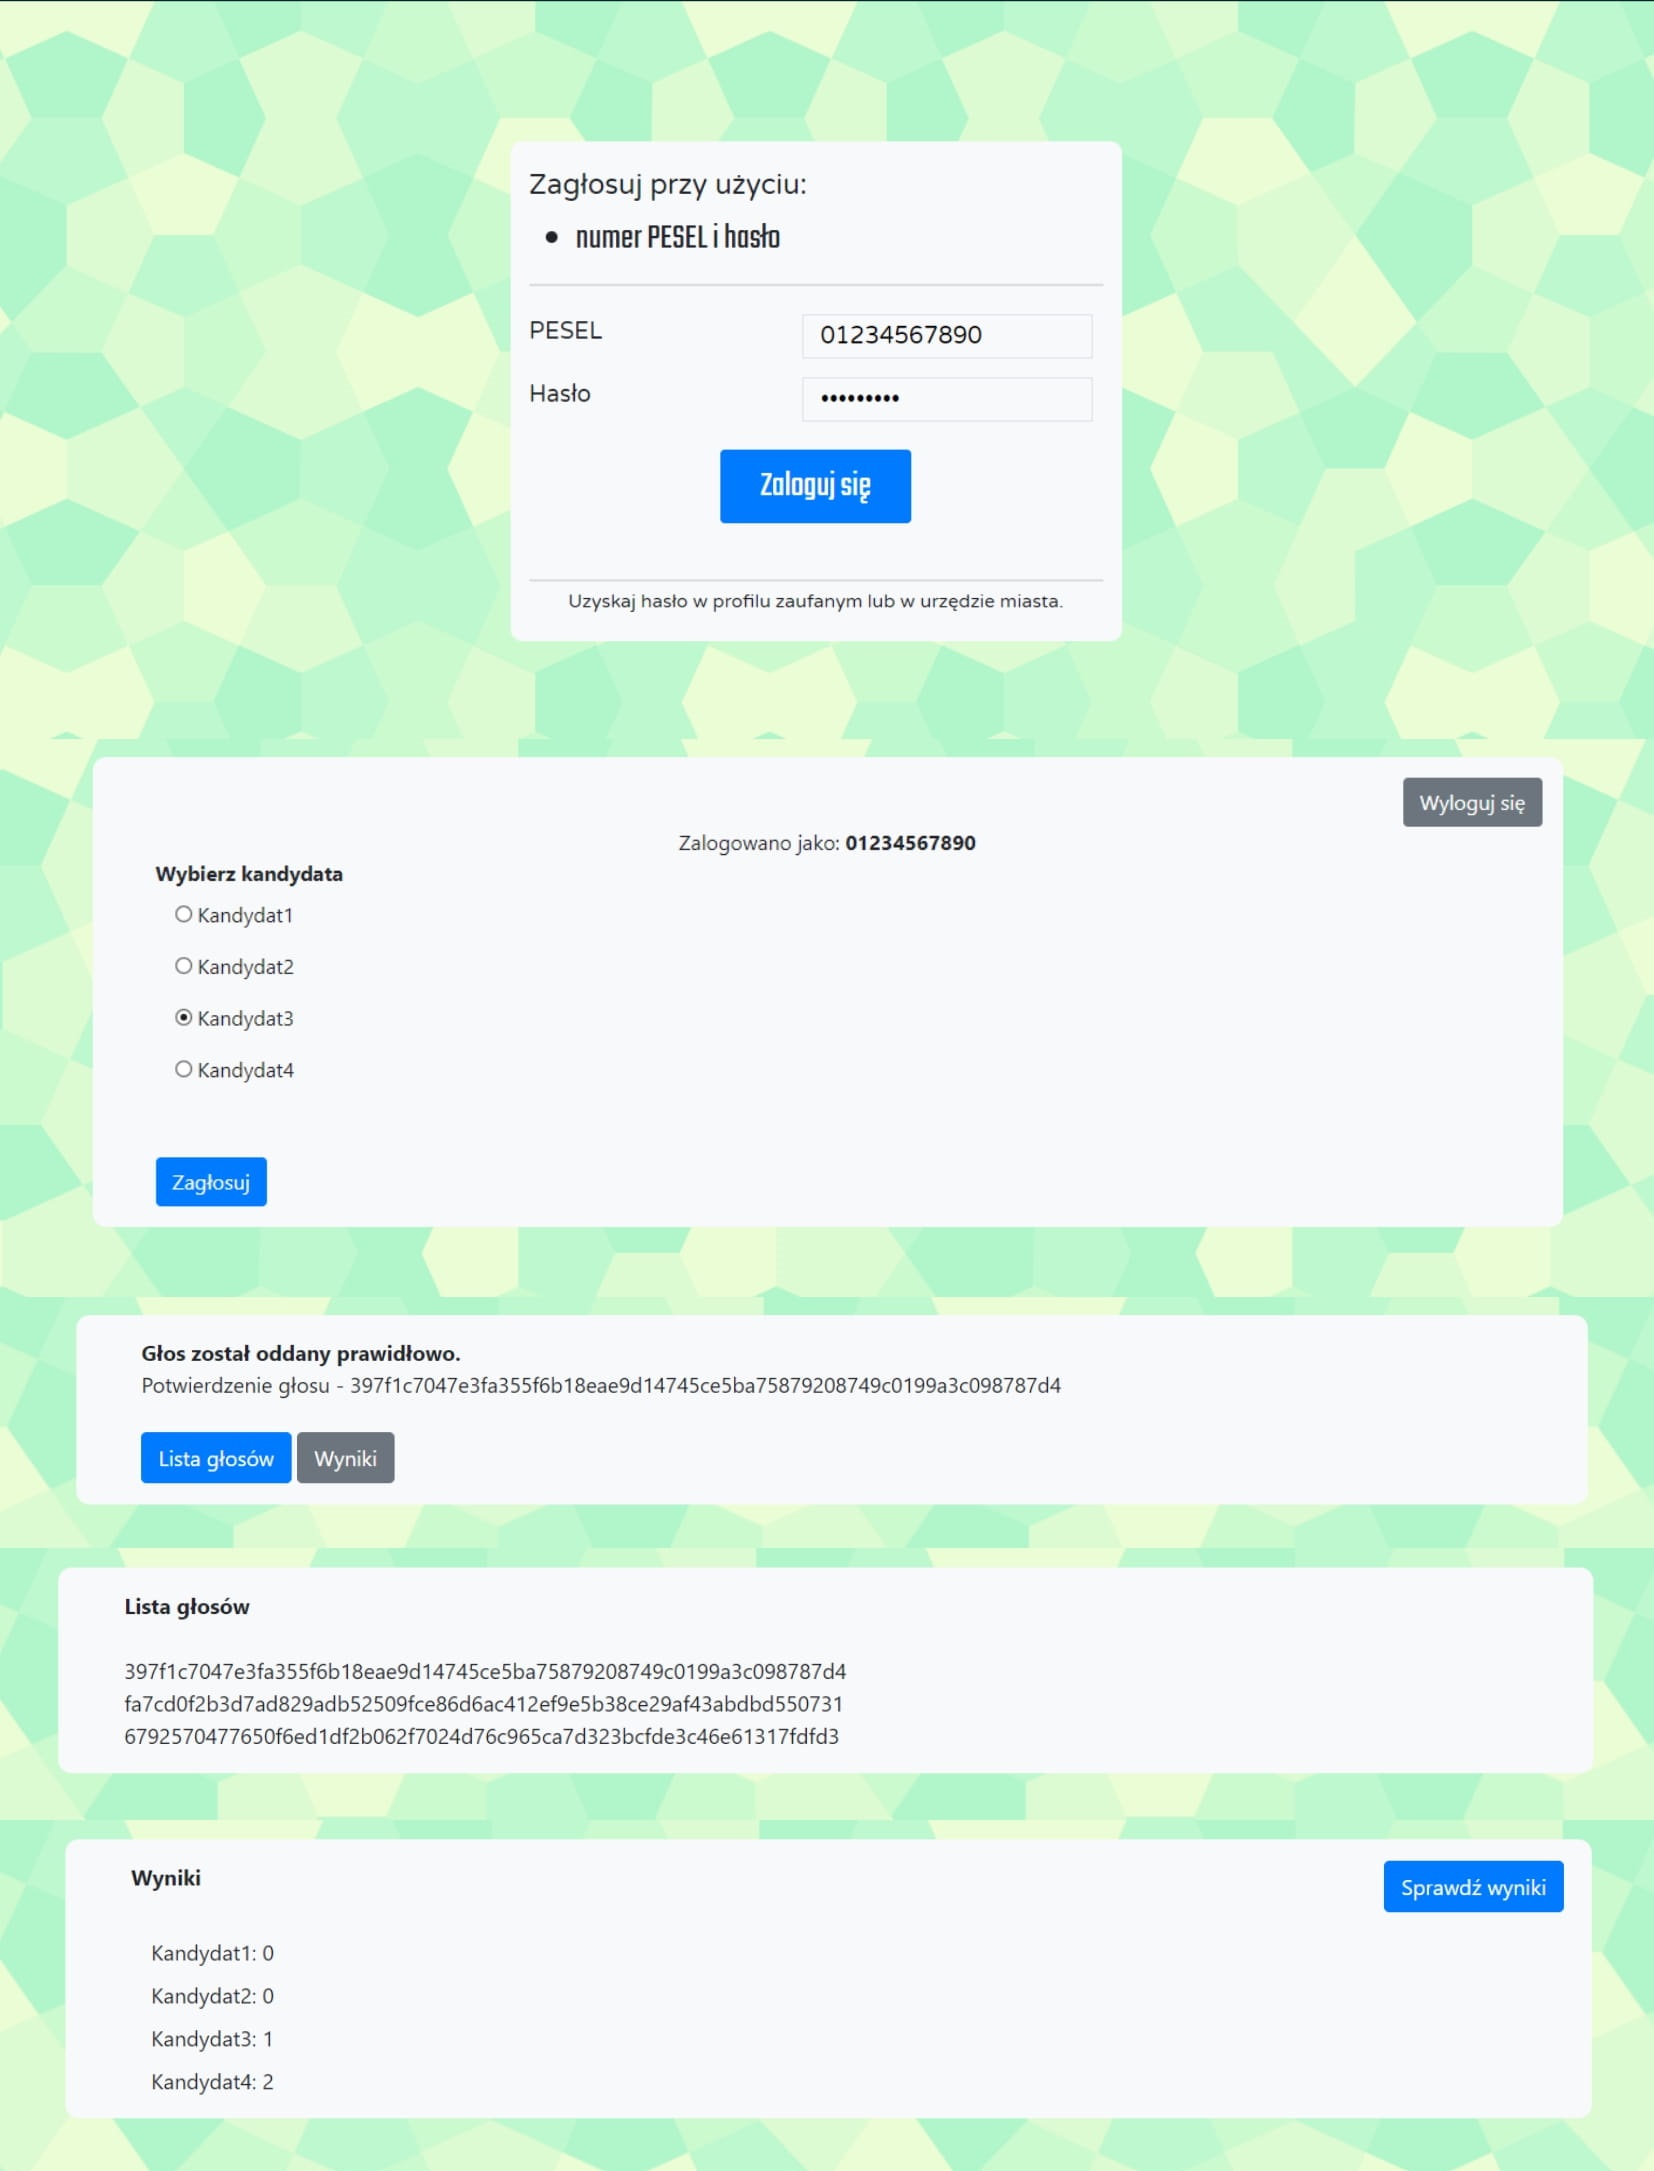 Zagłosuj przy użyciu:
• numer PESEL i hasło
PESEL 01234567890
Hasło •••••••••
Zaloguj się
Uzyskaj hasło w profilu zaufanym lub w urzędzie miasta.
Wyloguj się
Zalogowano jako: 01234567890
Wybierz kandydata
Kandydat1
Kandydat2
Kandydat3
Kandydat4
Zagłosuj
Głos został oddany prawidłowo.
Potwierdzenie głosu - 397f1c7047e3fa355f6b18eae9d14745ce5ba75879208749c0199a3c098787d4
Lista głosów Wyniki
Lista głosów
397f1c7047e3fa355f6b18eae9d14745ce5ba75879208749c0199a3c098787d4
fa7cd0f2b3d7ad829adb52509fce86d6ac412ef9e5b38ce29af43abdbd550731
6792570477650f6ed1df2b062f7024d76c965ca7d323bcfde3c46e61317fdfd3
Wyniki
Sprawdź wyniki
Kandydat1: 0
Kandydat2: 0
Kandydat3: 1
Kandydat4: 2